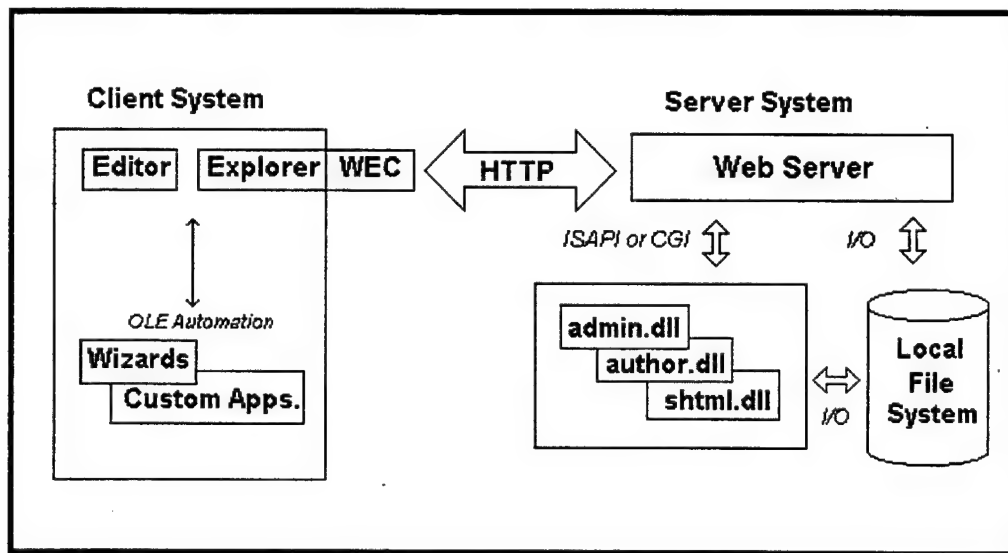 Client System
Editor
Explorer WEC
OLE Automation
Wizards
Custom Apps.
HTTP
Server System
Web Server
ISAPI or CGI
I/O
admin.dll
author.dll
shtml.dll
I/O
Local
File
System